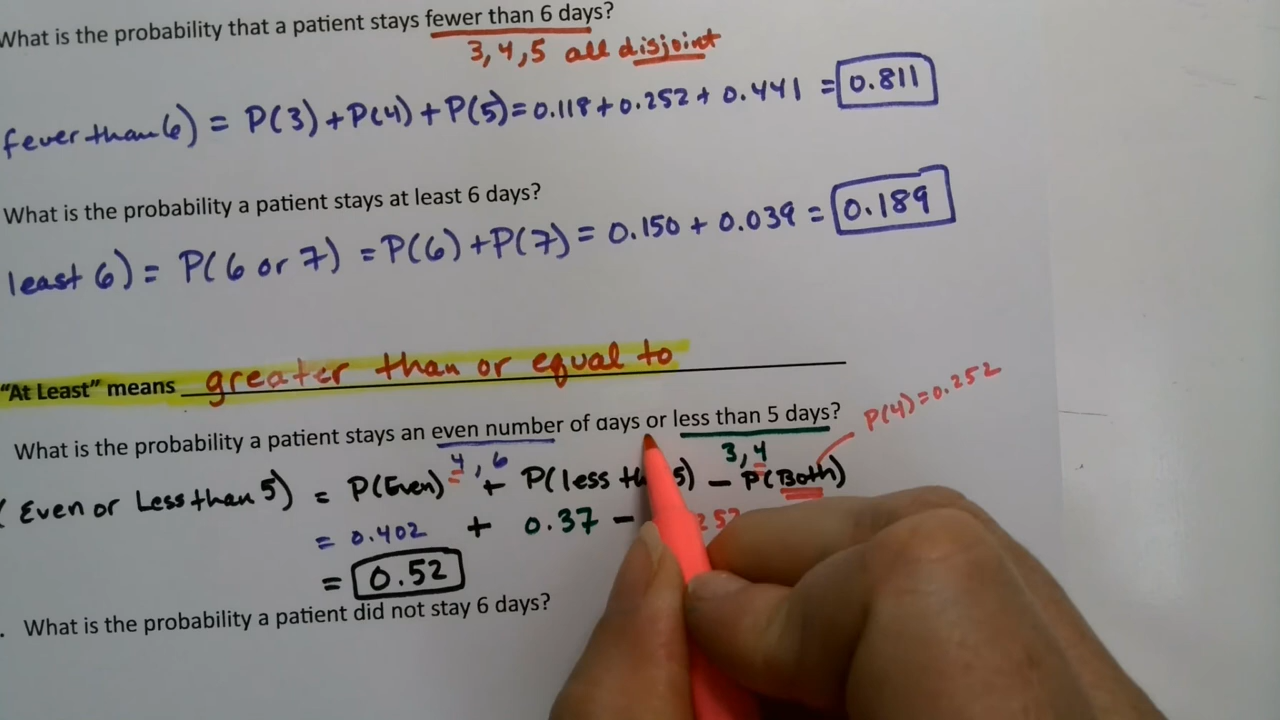 What is the probability that a patient stays fewer than 6 days?
3, 4, 5 all disjoint
fewer than 6) = P(3) + P(4) + P(5) = 0.118 + 0.252 + 0.441 = 0.811
What is the probability a patient stays at least 6 days?
least 6) = P(6 or 7) = P(6) + P(7) = 0.150 + 0.039 = 0.189
"At Least" means greater than or equal to
P(4) = 0.252
What is the probability a patient stays an even number of days or less than 5 days?
4, 6 3, 4
(Even or Less than 5) = P(Even) + P(less 5) - P(Both)
= 0.402 + 0.37 -
= 0.52
. What is the probability a patient did not stay 6 days?